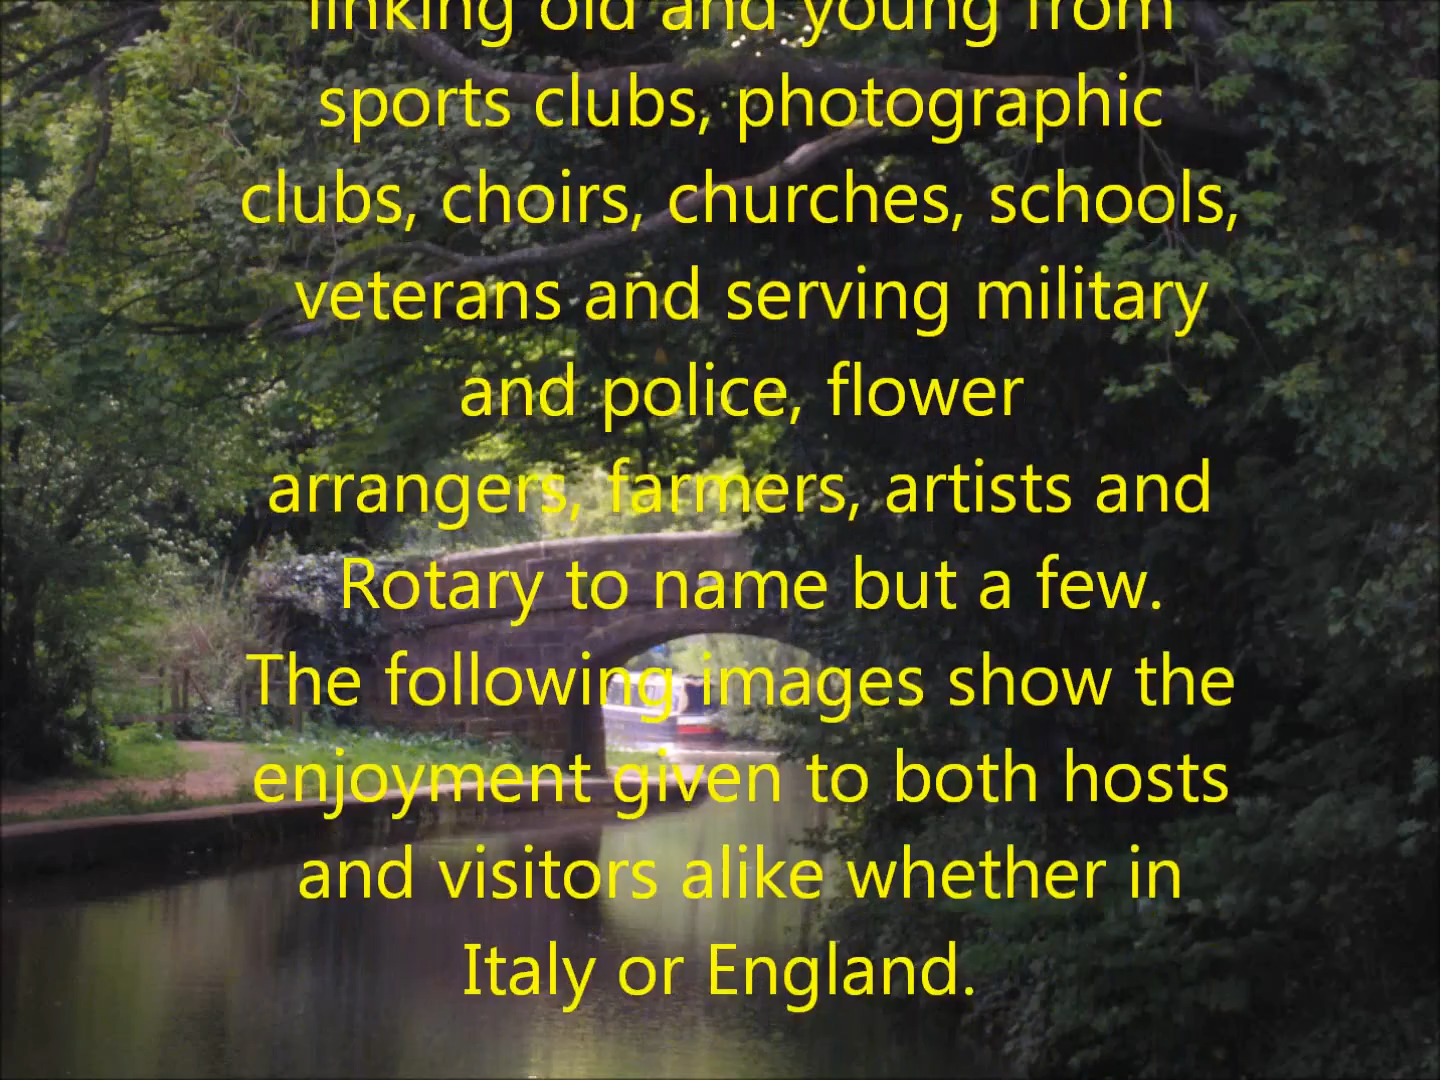 linking old and young from
sports clubs, photographic
clubs, choirs, churches, schools,
veterans and serving military
and police, flower
arrangers, farmers, artists and
Rotary to name but a few.
The following images show the
enjoyment given to both hosts
and visitors alike whether in
Italy or England.